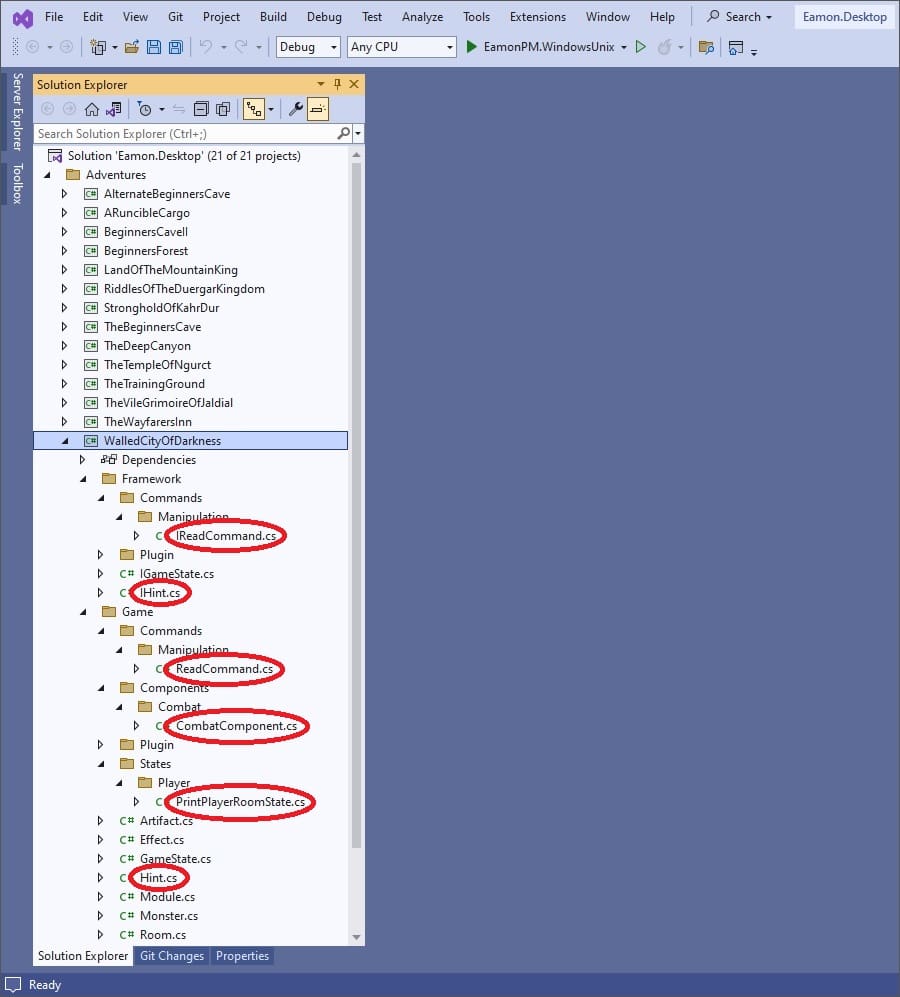 File Edit View Git Project Build Debug Test Analyze Tools Extensions Window Help Search Eamon.Desktop
Debug Any CPU EamonPM.WindowsUnix
Server Explorer
Toolbox
Solution Explorer
Search Solution Explorer (Ctrl+;)
Solution 'Eamon.Desktop' (21 of 21 projects)
Adventures
C# AlternateBeginnersCave
C# ARuncibleCargo
C# BeginnersCaveII
C# BeginnersForest
C# LandOfTheMountainKing
C# RiddlesOfTheDuergarKingdom
C# StrongholdOfKahrDur
C# TheBeginnersCave
C# TheDeepCanyon
C# TheTempleOfNgurct
C# TheTrainingGround
C# TheVileGrimoireOfJaldial
C# TheWayfarersInn
C# WalledCityOfDarkness
Dependencies
Framework
Commands
Manipulation
C IReadCommand.cs
Plugin
C# IGameState.cs
C IHint.cs
Game
Commands
Manipulation
C ReadCommand.cs
Components
Combat
C CombatComponent.cs
Plugin
States
Player
C PrintPlayerRoomState.cs
C# Artifact.cs
C# Effect.cs
C# GameState.cs
C Hint.cs
C# Module.cs
C# Monster.cs
C# Room.cs
Solution Explorer Git Changes Properties
Ready